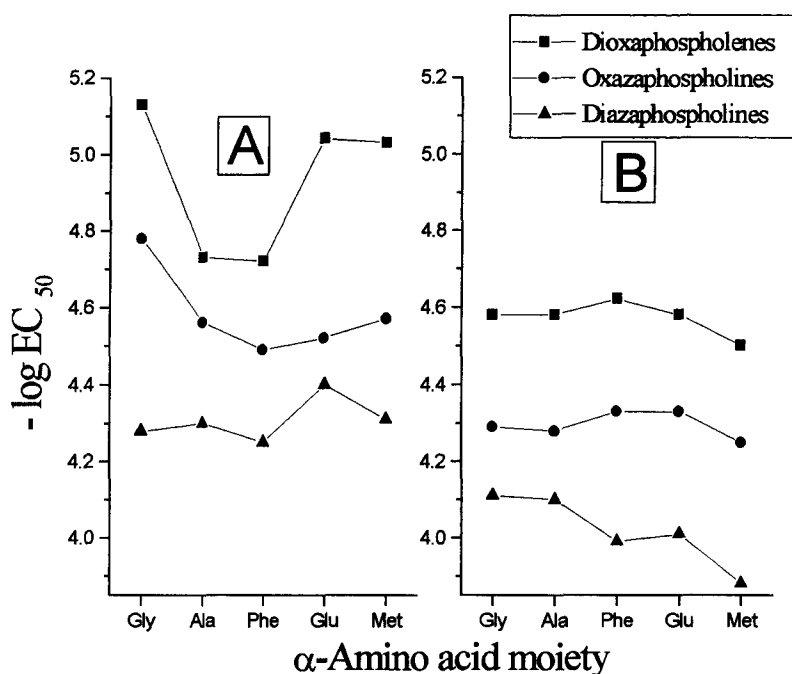 Dioxaphospholenes
Oxazaphospholines
Diazaphospholines
A
B
- log EC 50
5.2
5.0
4.8
4.6
4.4
4.2
4.0
5.2
5.0
4.8
4.6
4.4
4.2
4.0
Gly Ala Phe Glu Met
Gly Ala Phe Glu Met
α-Amino acid moiety